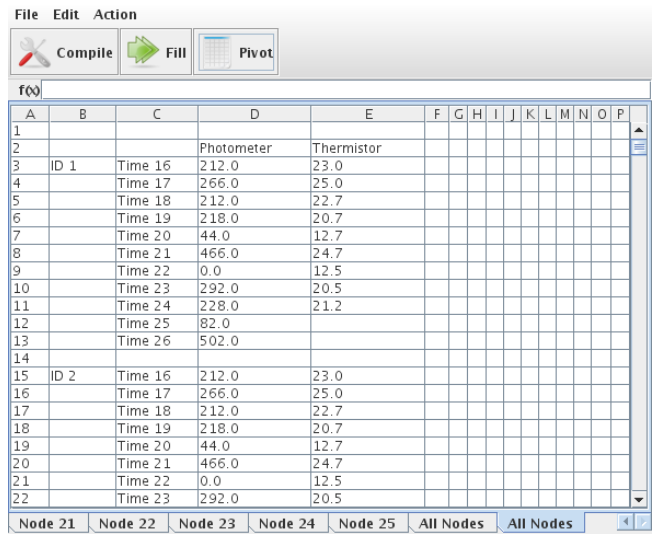 File Edit Action
Compile Fill Pivot
f(x)
A B C D E F G H I J K L M N O P
1
2 Photometer Thermistor
3 ID 1 Time 16 212.0 23.0
4 Time 17 266.0 25.0
5 Time 18 212.0 22.7
6 Time 19 218.0 20.7
7 Time 20 44.0 12.7
8 Time 21 466.0 24.7
9 Time 22 0.0 12.5
10 Time 23 292.0 20.5
11 Time 24 228.0 21.2
12 Time 25 82.0
13 Time 26 502.0
14
15 ID 2 Time 16 212.0 23.0
16 Time 17 266.0 25.0
17 Time 18 212.0 22.7
18 Time 19 218.0 20.7
19 Time 20 44.0 12.7
20 Time 21 466.0 24.7
21 Time 22 0.0 12.5
22 Time 23 292.0 20.5
Node 21 Node 22 Node 23 Node 24 Node 25 All Nodes All Nodes